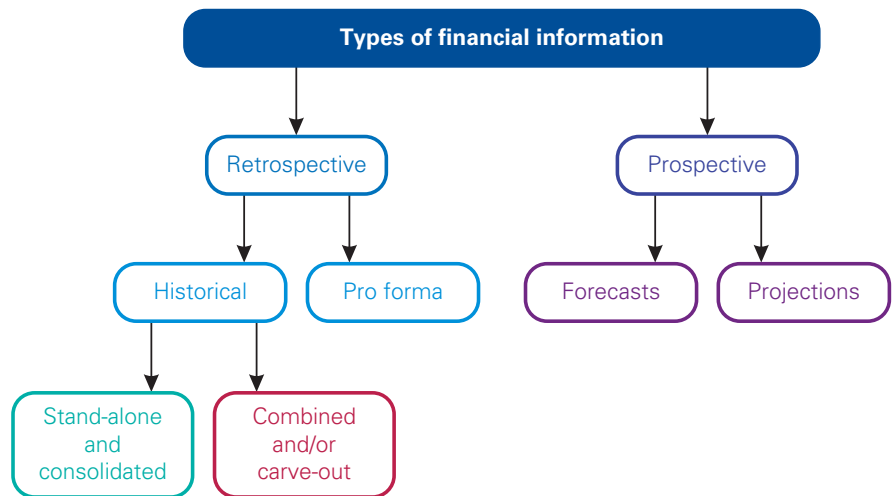 Types of financial information
Retrospective
Prospective
Historical
Pro forma
Forecasts
Projections
Stand-alone
and
consolidated
Combined
and/or
carve-out